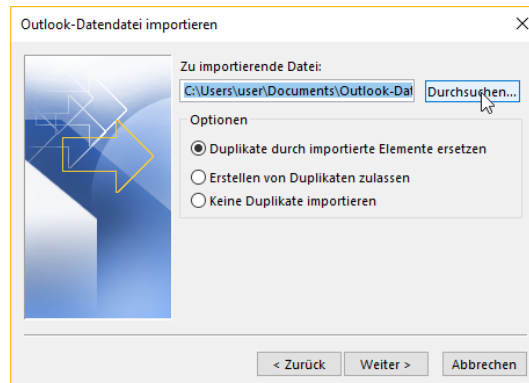 Outlook-Datendatei importieren
Zu importierende Datei:
C:\Users\user\Documents\Outlook-Dat
Durchsuchen...
Optionen
Duplikate durch importierte Elemente ersetzen
Erstellen von Duplikaten zulassen
Keine Duplikate importieren
< Zurück
Weiter >
Abbrechen